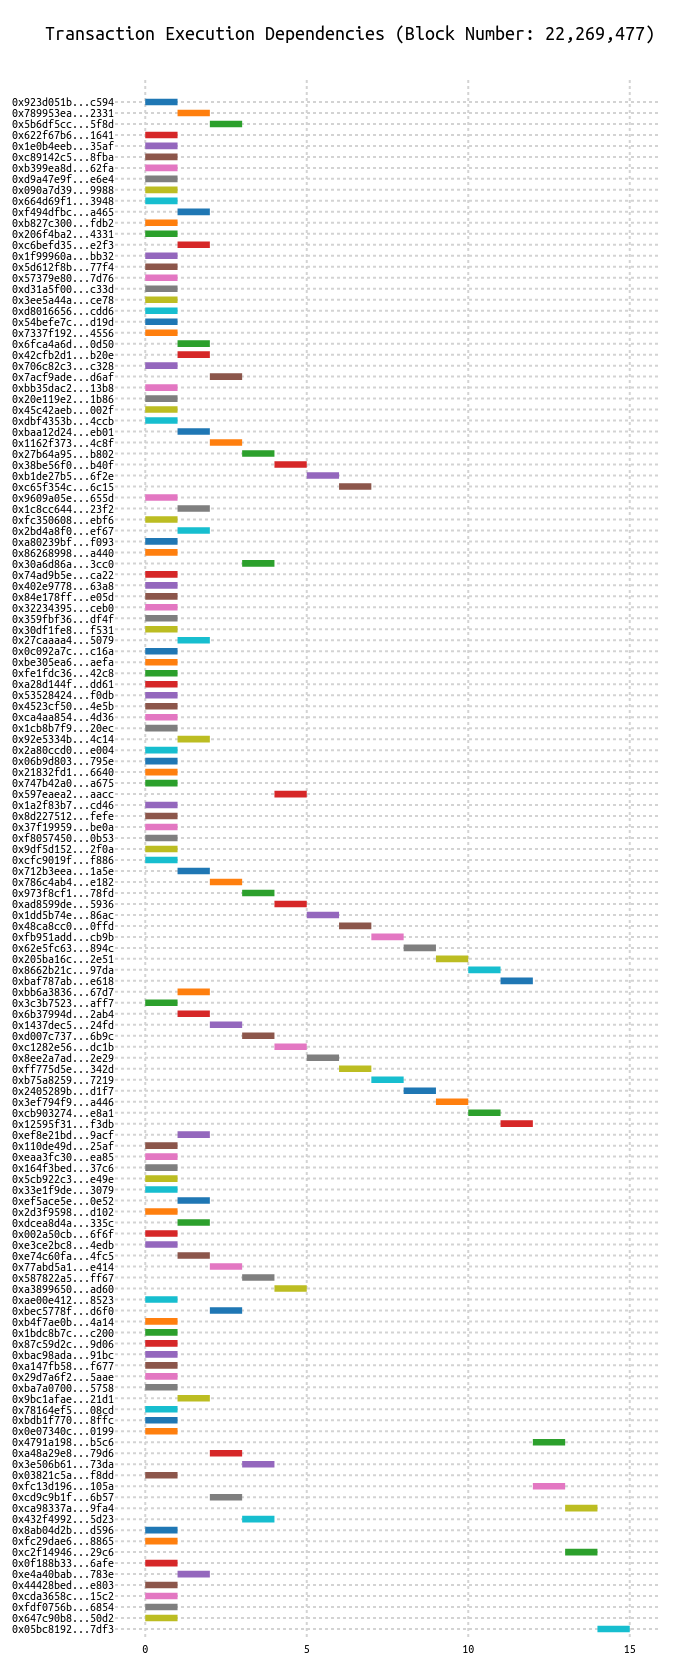 Transaction Execution Dependencies (Block Number: 22,269,477)
0x923d051b...c594
0x789953ea...2331
0x5b6df5cc...5f8d
0x622f67b6...1641
0x1e0b4eeb...35af
0xc89142c5...8fba
0xb399ea8d...62fa
0xd9a47e9f...e6e4
0x090a7d39...9988
0x664d69f1...3948
0xf494dfbc...a465
0xb827c300...fdb2
0x206f4ba2...4331
0xc6befd35...e2f3
0x1f99960a...bb32
0x5d612f8b...77f4
0x57379e80...7d76
0xd31a5f00...c33d
0x3ee5a44a...ce78
0xd8016656...cdd6
0x54befe7c...d19d
0x7337f192...4556
0x6fca4a6d...0d50
0x42cfb2d1...b20e
0x706c82c3...c328
0x7acf9ade...d6af
0xbb35dac2...13b8
0x20e119e2...1b86
0x45c42aeb...002f
0xdbf4353b...4ccb
0xbaa12d24...eb01
0x1162f373...4c8f
0x27b64a95...b802
0x38be56f0...b40f
0xb1de27b5...6f2e
0xc65f354c...6c15
0x9609a05e...655d
0x1c8cc644...23f2
0xfc350608...ebf6
0x2bd4a8f0...ef67
0xa80239bf...f093
0x86268998...a440
0x30a6d86a...3cc0
0x74ad9b5e...ca22
0x402e9778...63a8
0x84e178ff...e05d
0x32234395...ceb0
0x359fbf36...df4f
0x30df1fe8...f531
0x27caaaa4...5079
0x0c092a7c...c16a
0xbe305ea6...aefa
0xfe1fdc36...42c8
0xa28d144f...dd61
0x53528424...f0db
0x4523cf50...4e5b
0xca4aa854...4d36
0x1cb8b7f9...20ec
0x92e5334b...4c14
0x2a80ccd0...e004
0x06b9d803...795e
0x21832fd1...6640
0x747b42a0...a675
0x597eaea2...aacc
0x1a2f83b7...cd46
0x8d227512...fefe
0x37f19959...be0a
0xf8057450...0b53
0x9df5d152...2f0a
0xcfc9019f...f886
0x712b3eea...1a5e
0x786c4ab4...e182
0x973f8cf1...78fd
0xad8599de...5936
0x1dd5b74e...86ac
0x48ca8cc0...0ffd
0xfb951add...cb9b
0x62e5fc63...894c
0x205ba16c...2e51
0x8662b21c...97da
0xbaf787ab...e618
0xbb6a3836...67d7
0x3c3b7523...aff7
0x6b37994d...2ab4
0x1437dec5...24fd
0xd007c737...6b9c
0xc1282e56...dc1b
0x8ee2a7ad...2e29
0xff775d5e...342d
0xb75a8259...7219
0x2405289b...d1f7
0x3ef794f9...a446
0xcb903274...e8a1
0x12595f31...f3db
0xef8e21bd...9acf
0x110de49d...25af
0xeaa3fc30...ea85
0x164f3bed...37c6
0x5cb922c3...e49e
0x33e1f9de...3079
0xef5ace5e...0e52
0x2d3f9598...d102
0xdcea8d4a...335c
0x002a50cb...6f6f
0xe3ce2bc8...4edb
0xe74c60fa...4fc5
0x77abd5a1...e414
0x587822a5...ff67
0xa3899650...ad60
0xae00e412...8523
0xbec5778f...d6f0
0xb4f7ae0b...4a14
0x1bdc8b7c...c200
0x87c59d2c...9d06
0xbac98ada...91bc
0xa147fb58...f677
0x29d7a6f2...5aae
0xba7a0700...5758
0x9bc1afae...21d1
0x78164ef5...08cd
0xbdb1f770...8ffc
0x0e07340c...0199
0x4791a198...b5c6
0xa48a29e8...79d6
0x3e506b61...73da
0x03821c5a...f8dd
0xfc13d196...105a
0xcd9c9b1f...6b57
0xca98337a...9fa4
0x432f4992...5d23
0x8ab04d2b...d596
0xfc29dae6...8865
0xc2f14946...29c6
0x0f188b33...6afe
0xe4a40bab...783e
0x44428bed...e803
0xcda3658c...15c2
0xfdf0756b...6854
0x647c90b8...50d2
0x05bc8192...7df3
0 5 10 15